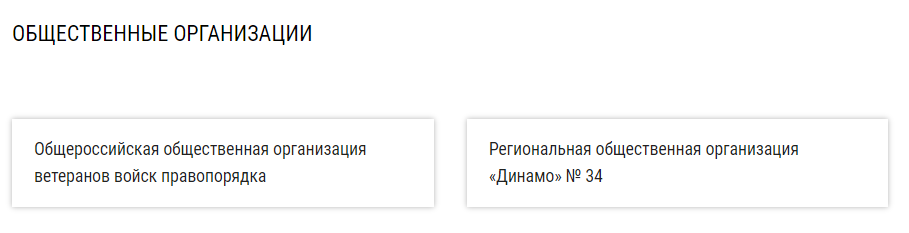 ОБЩЕСТВЕННЫЕ ОРГАНИЗАЦИИ
Общероссийская общественная организация
ветеранов войск правопорядка
Региональная общественная организация
«Динамо» № 34